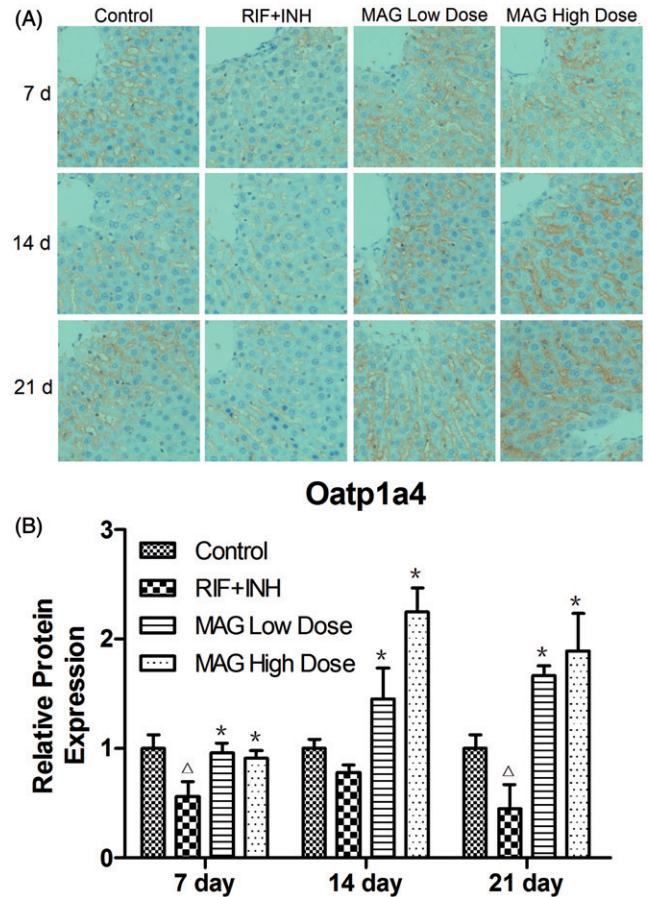 (A)
Control RIF+INH MAG Low Dose MAG High Dose
7 d
14 d
21 d
Oatp1a4
(B)
Relative Protein
Expression
3
2
1
0
Control
RIF+INH
MAG Low Dose
MAG High Dose
△ * * * * △ * *
7 day 14 day 21 day